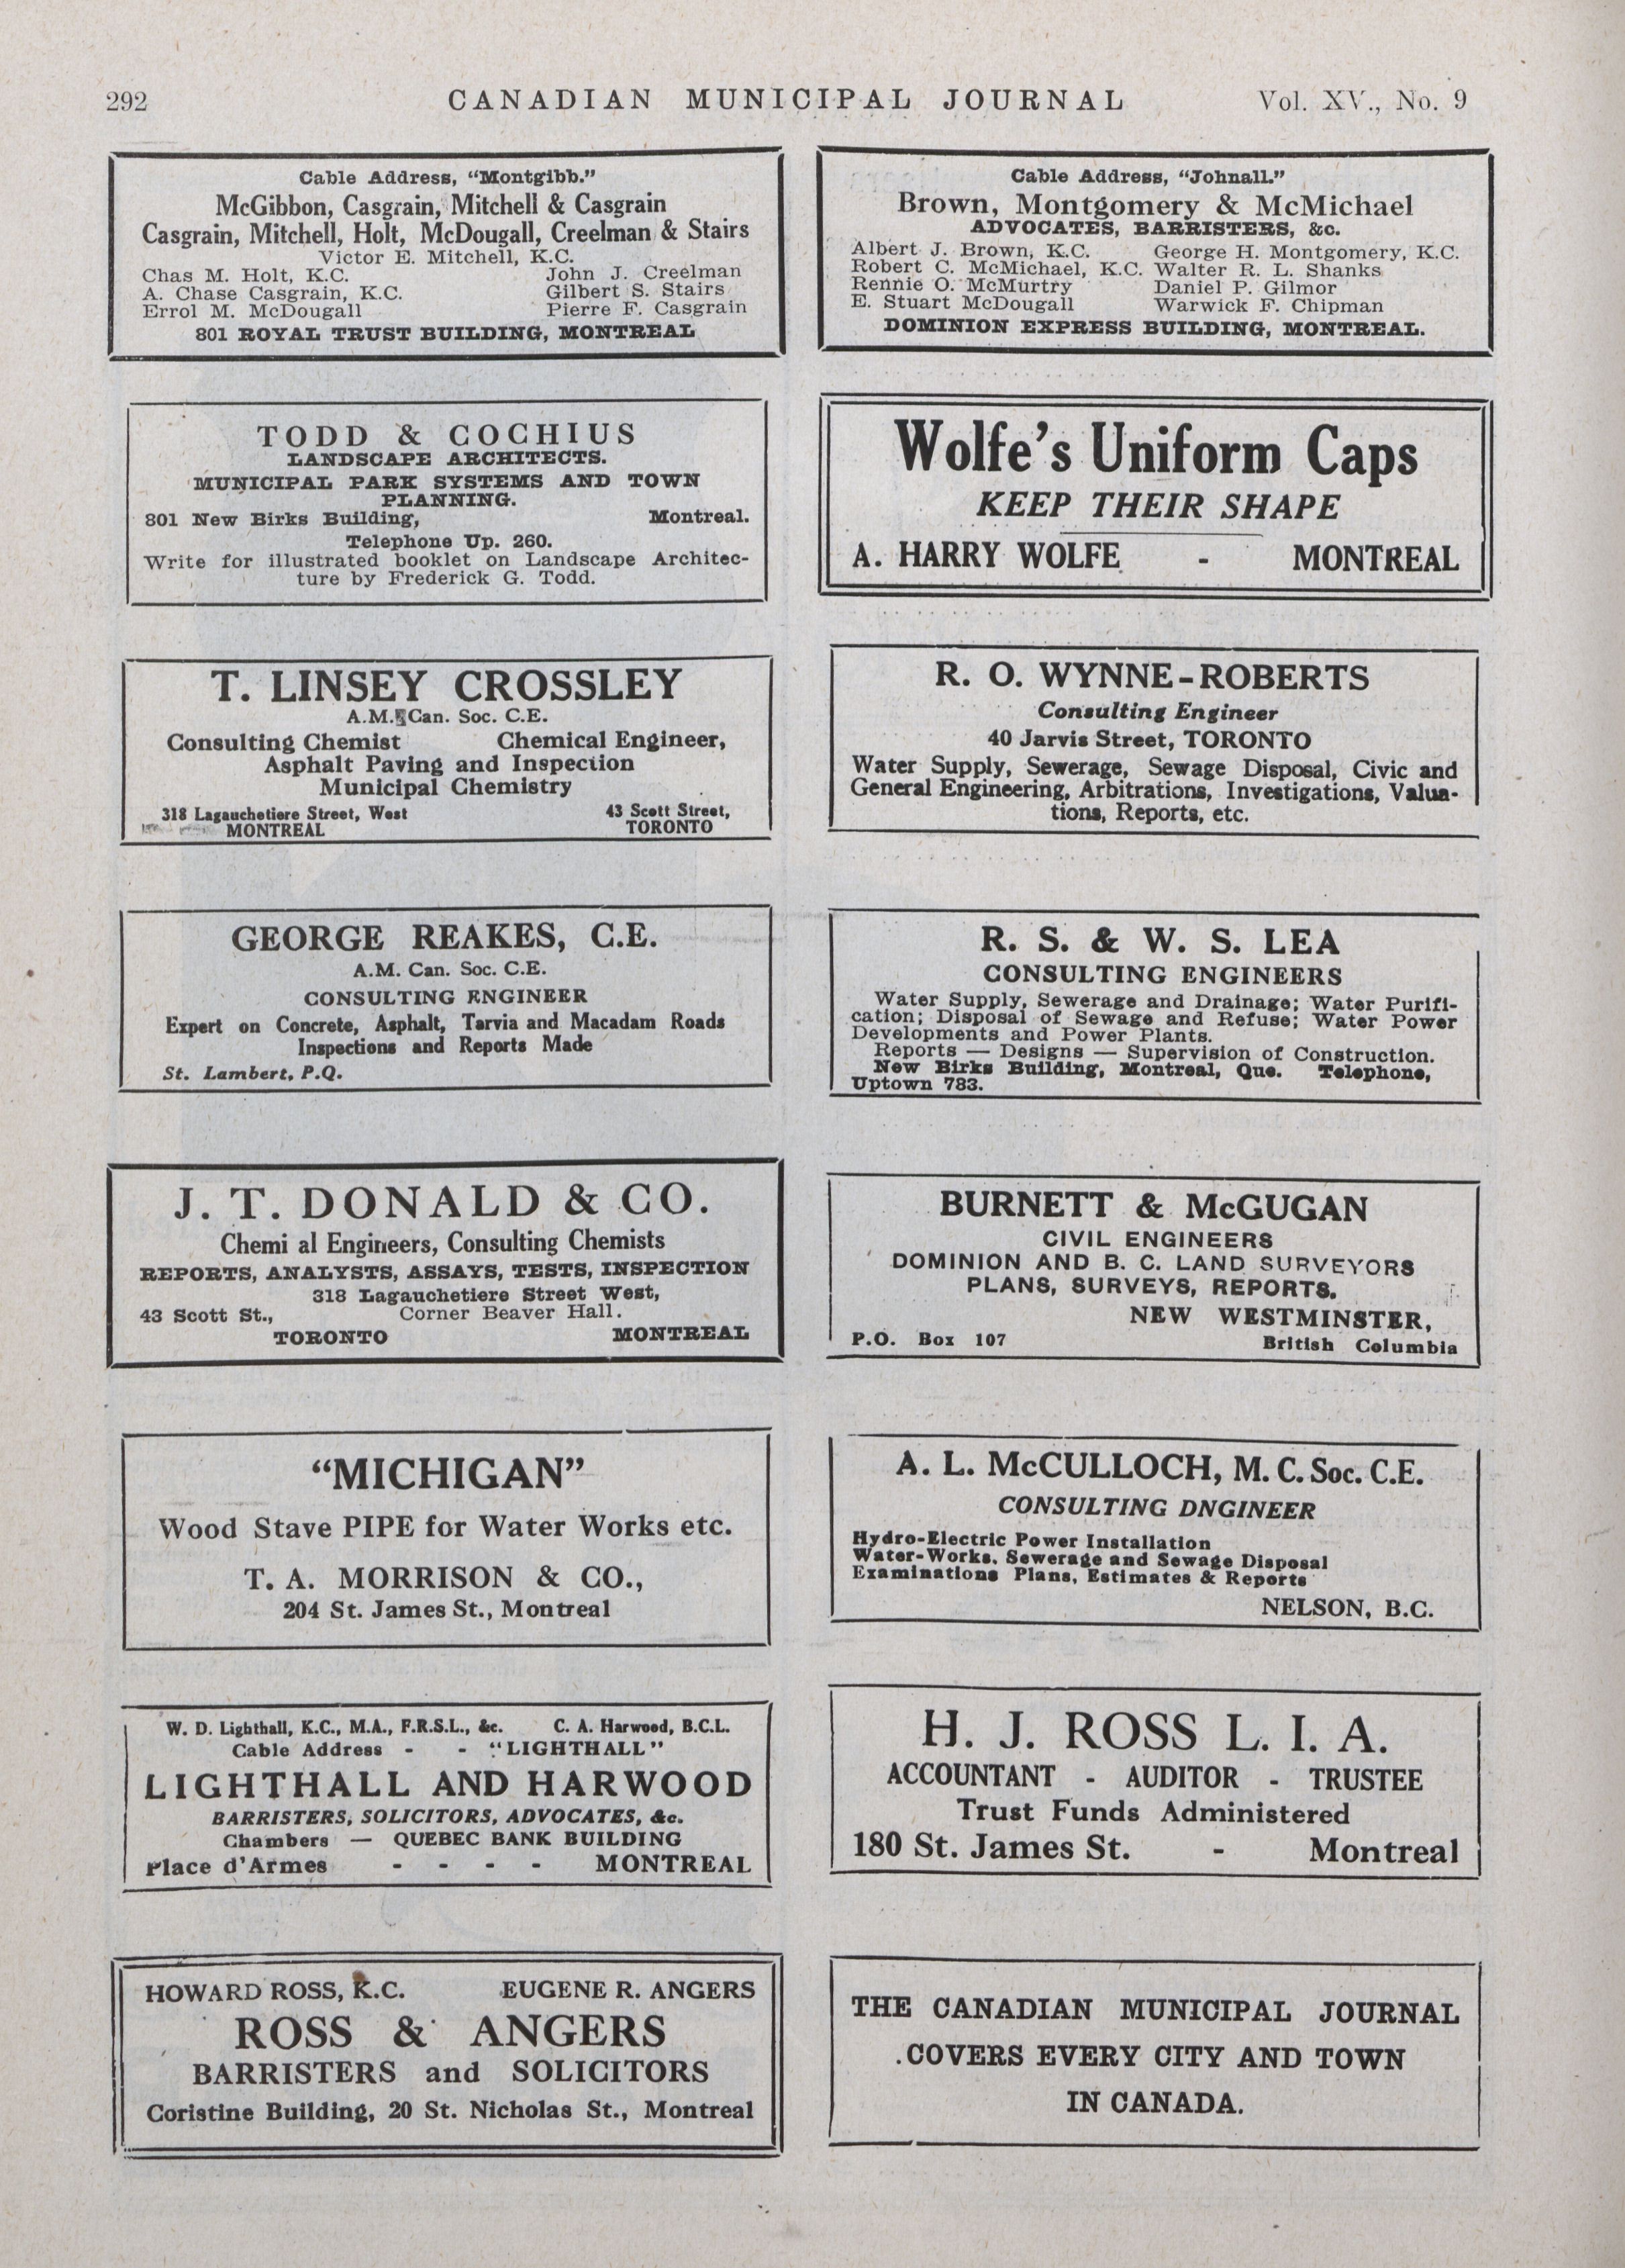 292 CANADIAN MUNICIPAL JOURNAL Vol. XV., No. 9
Cable Address, “Montgibb.”
McGibbon, Casgrain, Mitchell & Casgrain
Casgrain, Mitchell, Holt, McDougall, Creelman & Stairs
Victor E. Mitchell, K.C.
Chas M. Holt, K.C. John J. Creelman
A. Chase Casgrain, K.C. Gilbert S. Stairs
Errol M. McDougall Pierre F. Casgrain
801 ROYAL TRUST BUILDING, MONTREAL
Cable Address, “Johnall.”
Brown, Montgomery & McMichael
ADVOCATES, BARRISTERS, &c.
Albert J. Brown, K.C. George H. Montgomery, K.C.
Robert C. McMichael, K.C. Walter R. L. Shanks
Rennie O. McMurtry Daniel P. Gilmor
E. Stuart McDougall Warwick F. Chipman
DOMINION EXPRESS BUILDING, MONTREAL.
TODD & COCHIUS
LANDSCAPE ARCHITECTS.
MUNICIPAL PARK SYSTEMS AND TOWN
PLANNING.
801 New Birks Building, Montreal.
Telephone Up. 260.
Write for illustrated booklet on Landscape Architec-
ture by Frederick G. Todd.
Wolfe's Uniform Caps
KEEP THEIR SHAPE
A. HARRY WOLFE - MONTREAL
T. LINSEY CROSSLEY
A.M. Can. Soc. C.E.
Consulting Chemist Chemical Engineer,
Asphalt Paving and Inspection
Municipal Chemistry
318 Lagauchetiere Street, West 43 Scott Street,
MONTREAL TORONTO
R. O. WYNNE-ROBERTS
Consulting Engineer
40 Jarvis Street, TORONTO
Water Supply, Sewerage, Sewage Disposal, Civic and
General Engineering, Arbitrations, Investigations, Valua-
tions, Reports, etc.
GEORGE REAKES, C.E.
A.M. Can. Soc. C.E.
CONSULTING RNGINEER
Expert on Concrete, Asphalt, Tarvia and Macadam Roads
Inspections and Reports Made
St. Lambert, P.Q.
R. S. & W. S. LEA
CONSULTING ENGINEERS
Water Supply, Sewerage and Drainage; Water Purifi-
cation; Disposal of Sewage and Refuse; Water Power
Developments and Power Plants.
Reports — Designs — Supervision of Construction.
New Birks Building, Montreal, Que. Telephone,
Uptown 783.
J. T. DONALD & CO.
Chemi al Engineers, Consulting Chemists
REPORTS, ANALYSTS, ASSAYS, TESTS, INSPECTION
318 Lagauchetiere Street West,
43 Scott St., Corner Beaver Hall.
TORONTO MONTREAL
BURNETT & McGUGAN
CIVIL ENGINEERS
DOMINION AND B. C. LAND SURVEYORS
PLANS, SURVEYS, REPORTS.
NEW WESTMINSTER,
P.O. Box 107 British Columbia
“MICHIGAN”
Wood Stave PIPE for Water Works etc.
T. A. MORRISON & CO.,
204 St. James St., Montreal
A. L. McCULLOCH, M. C. Soc. C.E.
CONSULTING DNGINEER
Hydro-Electric Power Installation
Water-Works, Sewerage and Sewage Disposal
Examinations Plans, Estimates & Reports
NELSON, B.C.
W. D. Lighthall, K.C., M.A., F.R.S.L., &c. C. A. Harwood, B.C.L.
Cable Address - - “LIGHTHALL”
LIGHTHALL AND HARWOOD
BARRISTERS, SOLICITORS, ADVOCATES, &c.
Chambers — QUEBEC BANK BUILDING
Place d'Armes - - - - MONTREAL
H. J. ROSS L. I. A.
ACCOUNTANT - AUDITOR - TRUSTEE
Trust Funds Administered
180 St. James St. - Montreal
HOWARD ROSS, K.C. EUGENE R. ANGERS
ROSS & ANGERS
BARRISTERS and SOLICITORS
Coristine Building, 20 St. Nicholas St., Montreal
THE CANADIAN MUNICIPAL JOURNAL
COVERS EVERY CITY AND TOWN
IN CANADA.